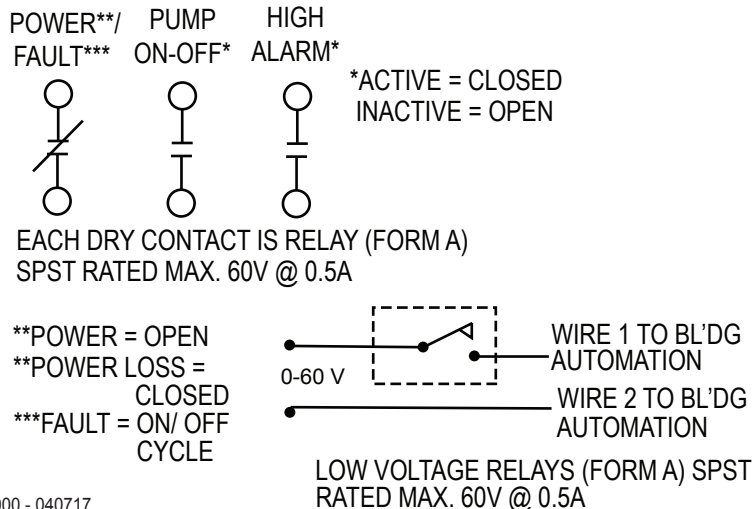 POWER**/
FAULT***
PUMP
ON-OFF*
HIGH
ALARM*
*ACTIVE = CLOSED
INACTIVE = OPEN
EACH DRY CONTACT IS RELAY (FORM A)
SPST RATED MAX. 60V @ 0.5A
**POWER = OPEN
**POWER LOSS =
CLOSED
***FAULT = ON/ OFF
CYCLE
0-60 V
WIRE 1 TO BL'DG
AUTOMATION
WIRE 2 TO BL'DG
AUTOMATION
LOW VOLTAGE RELAYS (FORM A) SPST
RATED MAX. 60V @ 0.5A
00 - 040717